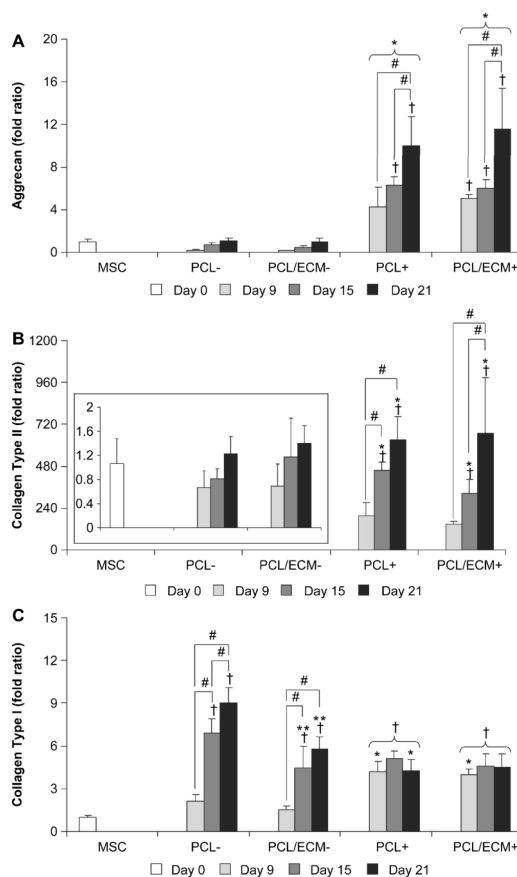 A
Aggrecan (fold ratio)
20
16
12
8
4
0
*
#
#
†
†
*
#
#
†
†
†
MSC
PCL-
PCL/ECM-
PCL+
PCL/ECM+
Day 0
Day 9
Day 15
Day 21
B
Collagen Type II (fold ratio)
1200
960
720
480
240
0
2
1.6
1.2
0.8
0.4
0
#
#
*
†
*
†
#
#
*
†
*
†
MSC
PCL-
PCL/ECM-
PCL+
PCL/ECM+
Day 0
Day 9
Day 15
Day 21
C
Collagen Type I (fold ratio)
15
12
9
6
3
0
#
#
#
†
†
#
#
**
†
**
†
†
*
*
†
*
MSC
PCL-
PCL/ECM-
PCL+
PCL/ECM+
Day 0
Day 9
Day 15
Day 21